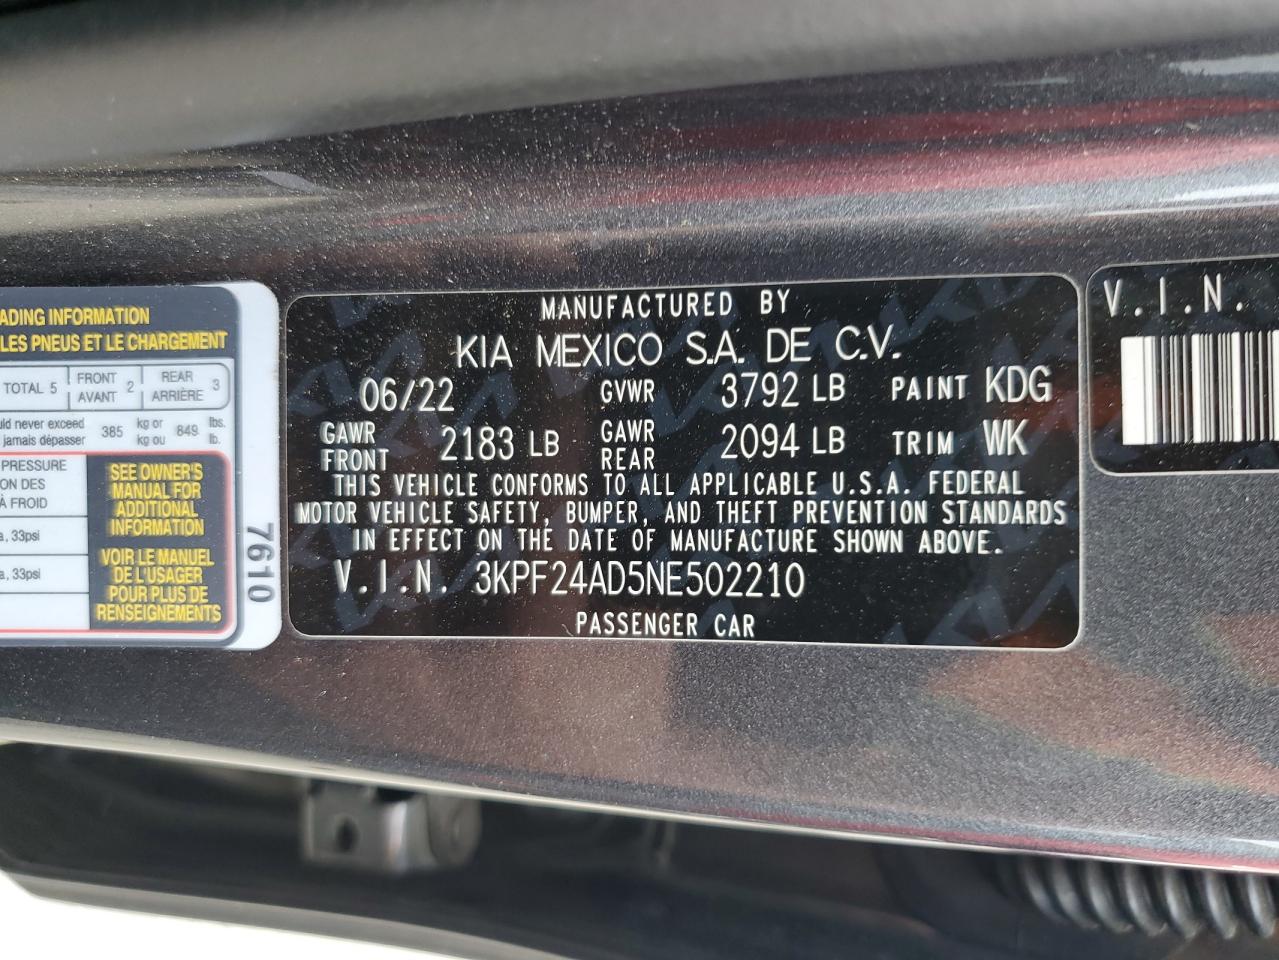 ADING INFORMATION
LES PNEUS ET LE CHARGEMENT
TOTAL 5 FRONT AVANT 2 REAR ARRIÈRE 3
never exceed
jamais dépasser 385 kg or kg ou 849 lbs. lb.
PRESSURE
ON DES
À FROID
33psi
33psi
SEE OWNER'S
MANUAL FOR
ADDITIONAL
INFORMATION
VOIR LE MANUEL
DE L'USAGER
POUR PLUS DE
RENSEIGNEMENTS
7610
MANUFACTURED BY
KIA MEXICO S.A. DE C.V.
06/22 GVWR 3792 LB PAINT KDG
GAWR FRONT 2183 LB GAWR REAR 2094 LB TRIM WK
THIS VEHICLE CONFORMS TO ALL APPLICABLE U.S.A. FEDERAL
MOTOR VEHICLE SAFETY, BUMPER, AND THEFT PREVENTION STANDARDS
IN EFFECT ON THE DATE OF MANUFACTURE SHOWN ABOVE.
V.I.N. 3KPF24AD5NE502210
PASSENGER CAR
V.I.N.